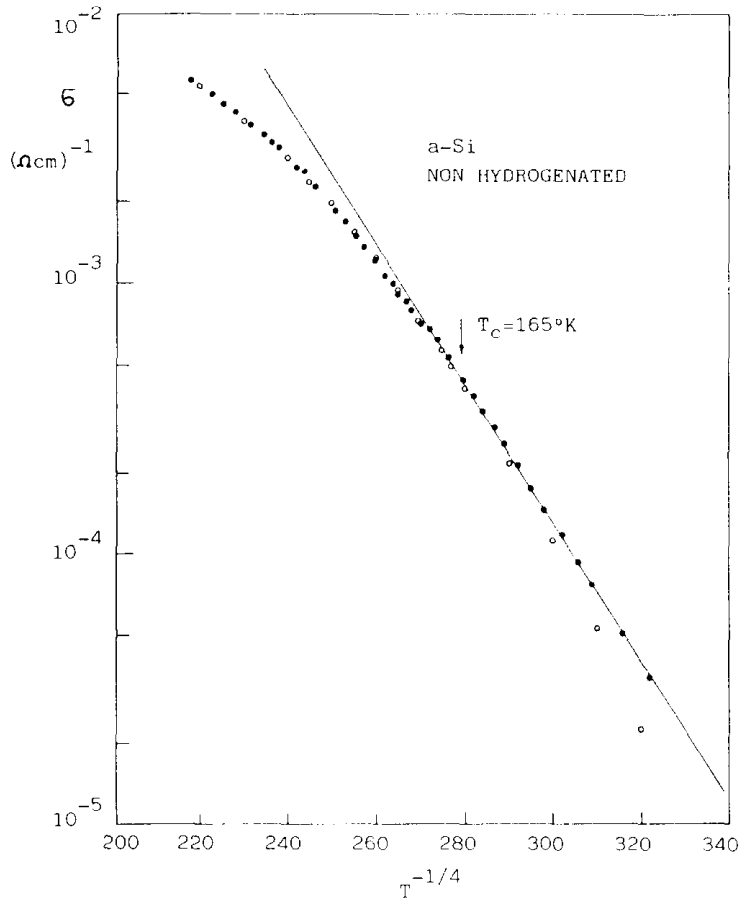 10^-2
σ
(Ωcm)^-1
a-Si
NON HYDROGENATED
10^-3
T_c=165°K
10^-4
10^-5
200 220 240 260 280 300 320 340
T^-1/4